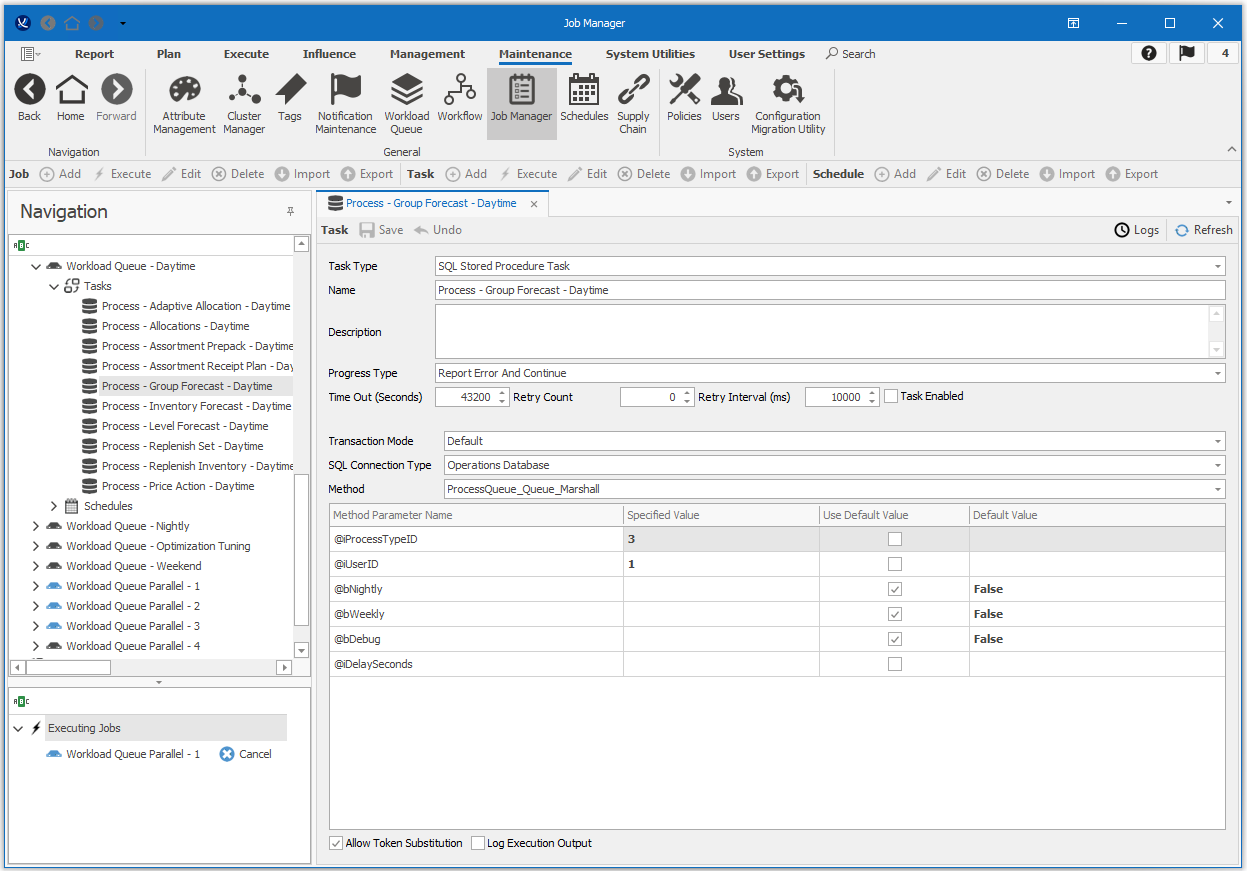 Job Manager
Report Plan Execute Influence Management Maintenance System Utilities User Settings Search 4
Back Home Forward Attribute Management Cluster Manager Tags Notification Maintenance Workload Queue Workflow Job Manager Schedules Supply Chain Policies Users Configuration Migration Utility
Navigation General System
Job Add Execute Edit Delete Import Export Task Add Execute Edit Delete Import Export Schedule Add Edit Delete Import Export
Navigation
ABC
Workload Queue - Daytime
Tasks
Process - Adaptive Allocation - Daytime
Process - Allocations - Daytime
Process - Assortment Prepack - Daytime
Process - Assortment Receipt Plan - Day
Process - Group Forecast - Daytime
Process - Inventory Forecast - Daytime
Process - Level Forecast - Daytime
Process - Replenish Set - Daytime
Process - Replenish Inventory - Daytime
Process - Price Action - Daytime
Schedules
Workload Queue - Nightly
Workload Queue - Optimization Tuning
Workload Queue - Weekend
Workload Queue Parallel - 1
Workload Queue Parallel - 2
Workload Queue Parallel - 3
Workload Queue Parallel - 4
ABC
Executing Jobs
Workload Queue Parallel - 1 Cancel
Process - Group Forecast - Daytime
Task Save Undo Logs Refresh
Task Type SQL Stored Procedure Task
Name Process - Group Forecast - Daytime
Description
Progress Type Report Error And Continue
Time Out (Seconds) 43200 Retry Count 0 Retry Interval (ms) 10000 Task Enabled
Transaction Mode Default
SQL Connection Type Operations Database
Method ProcessQueue_Queue_Marshall
Method Parameter Name Specified Value Use Default Value Default Value
@iProcessTypeID 3
@iUserID 1
@bNightly False
@bWeekly False
@bDebug False
@iDelaySeconds
Allow Token Substitution Log Execution Output